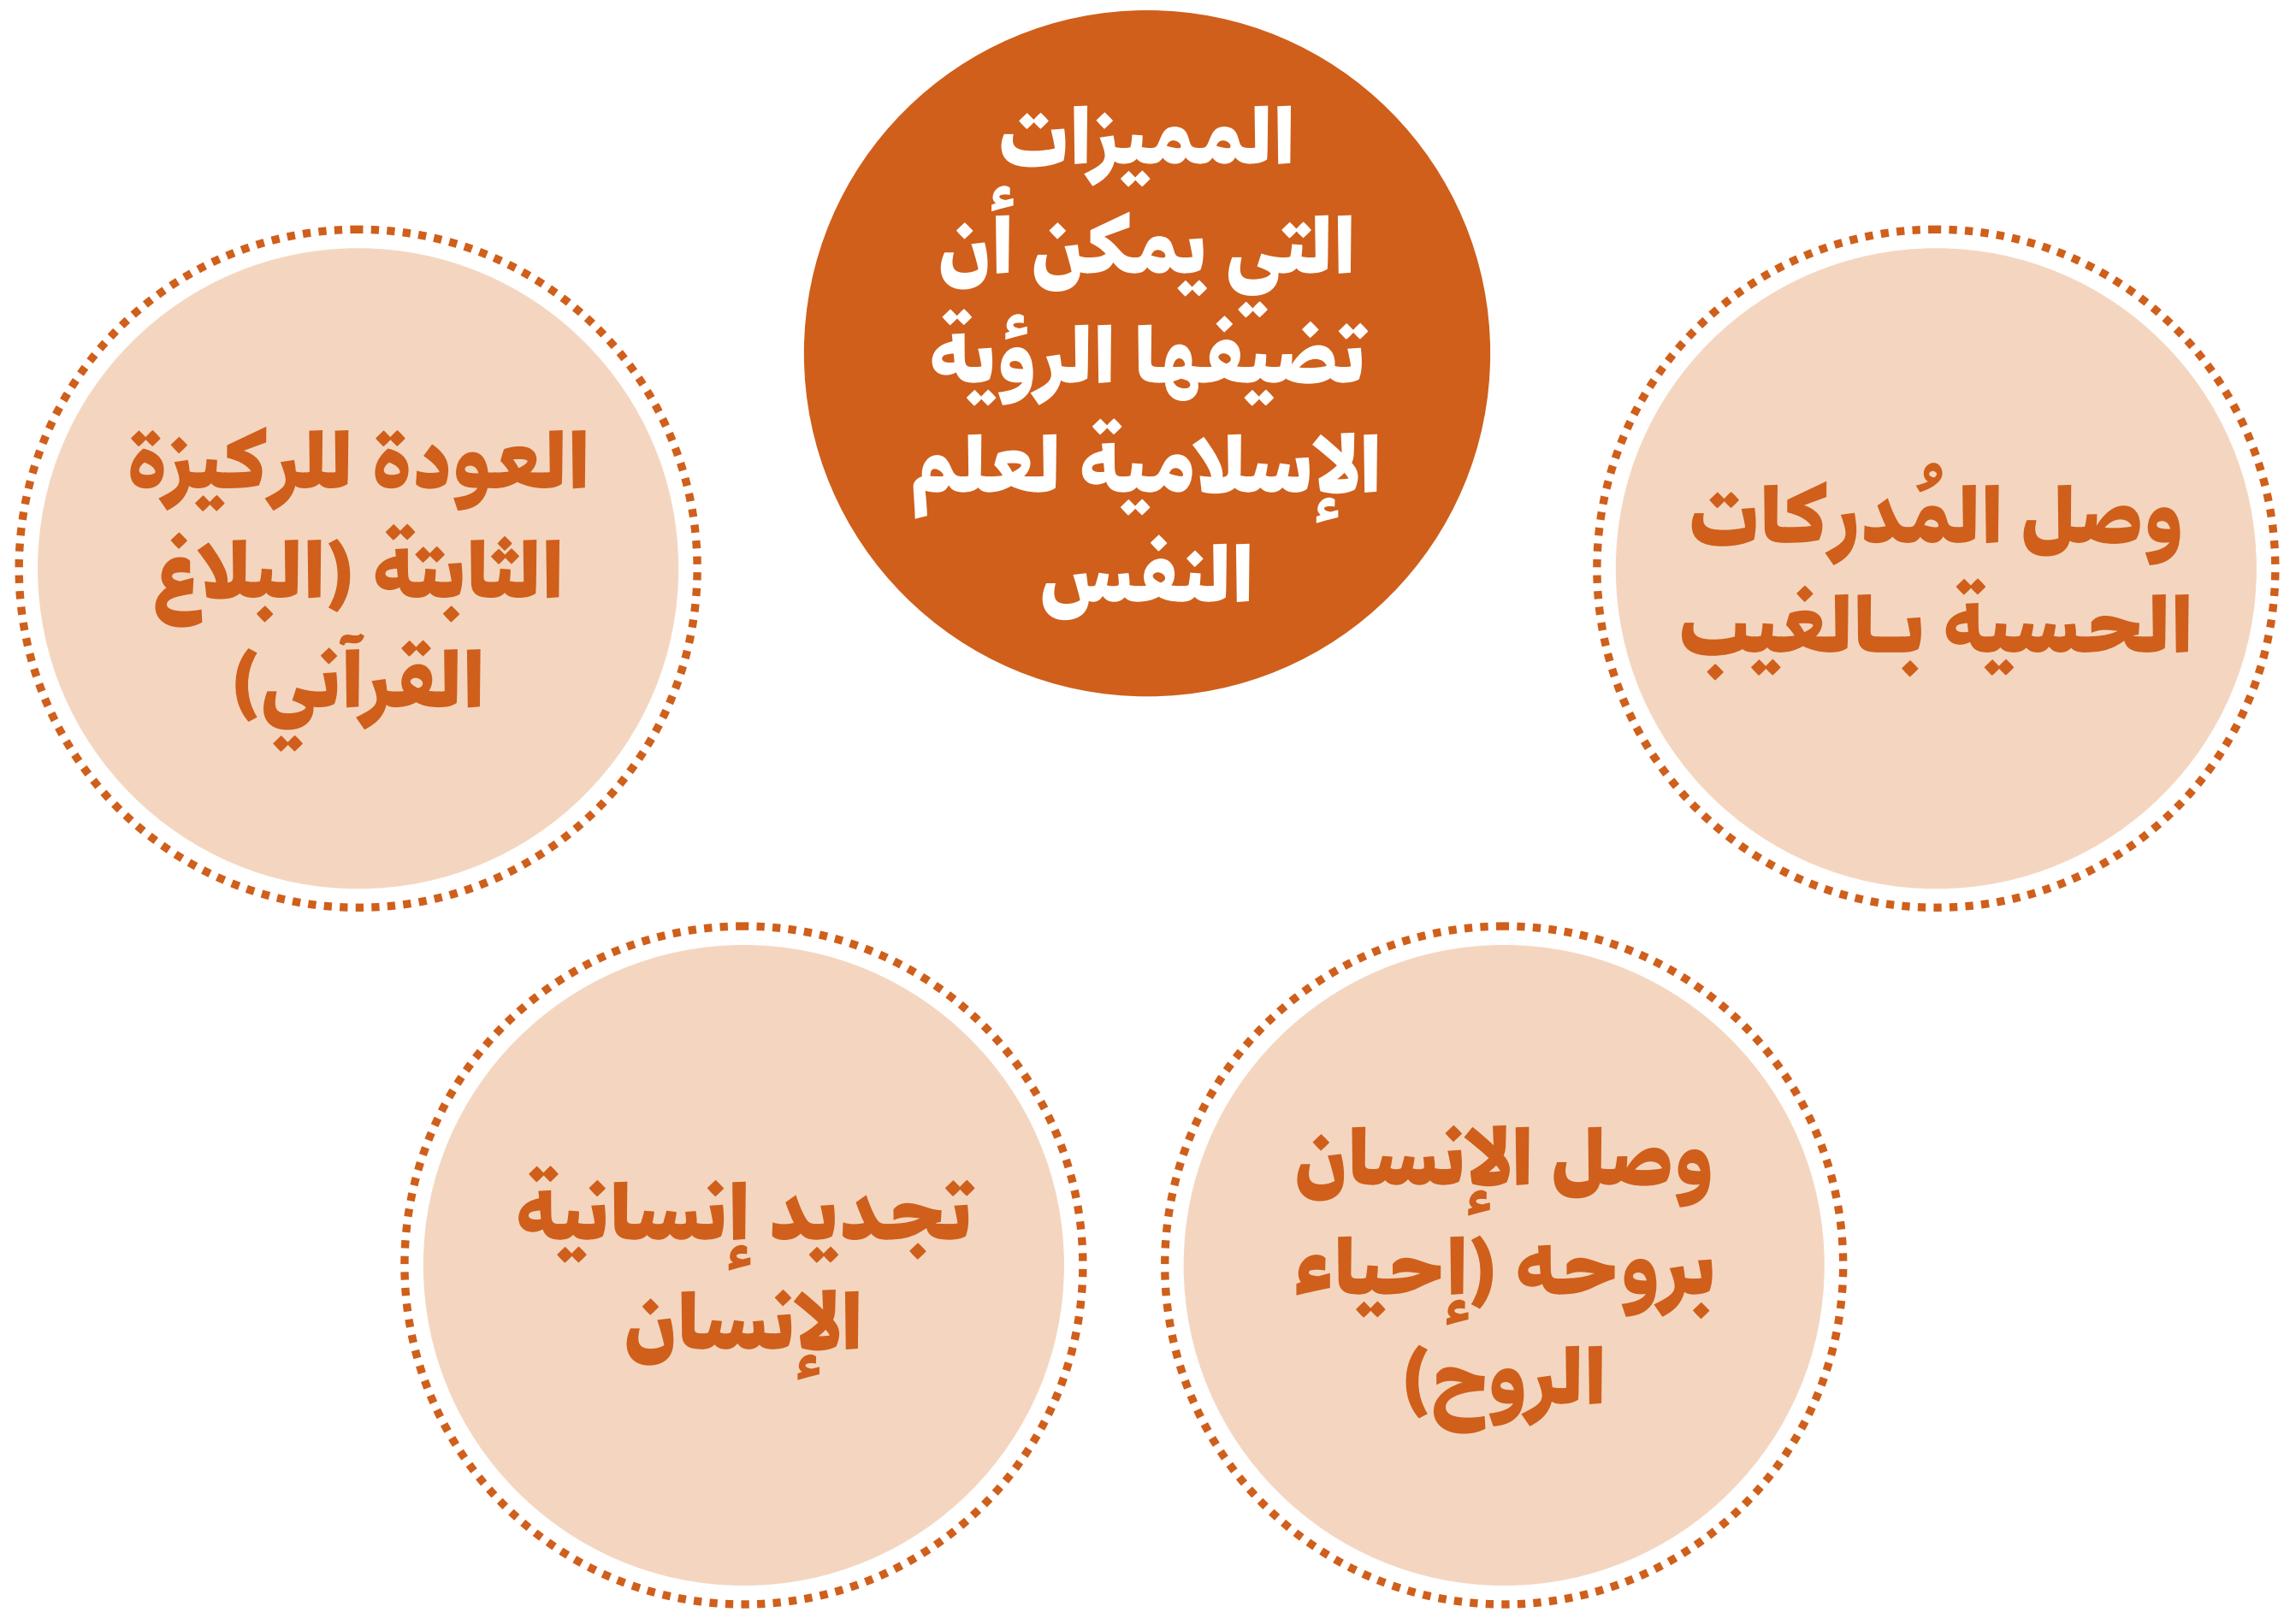 المميزات
التي يمكن أن
تضيفها الرؤية
الإسلامية لعلم
النفس
وصل المُدركات
الحسية بالغيب
وصل الإنسان
بروحه (إحياء
الروح)
تجديد إنسانية
الإنسان
العودة للركيزة
الثابتة (البلاغ
القرآني)